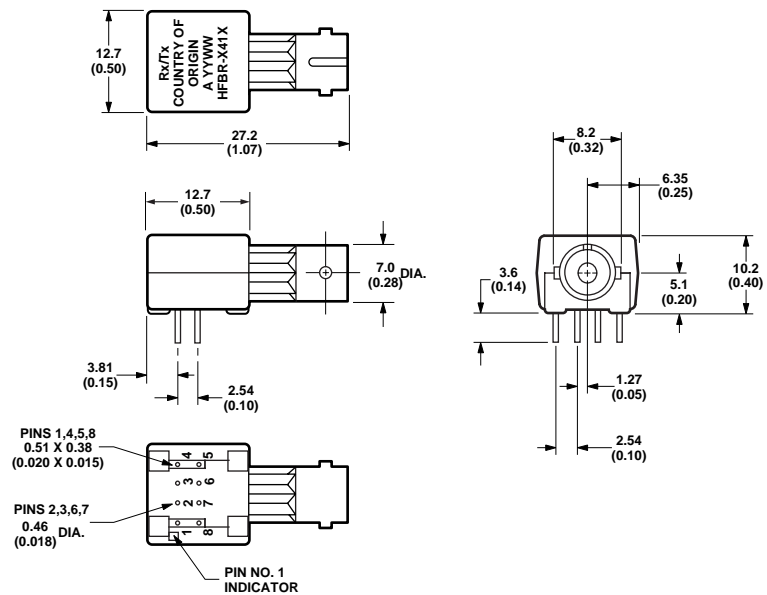 12.7
(0.50)
Rx/Tx
COUNTRY OF
ORIGIN
A YYWW
HFBR-X41X
27.2
(1.07)
12.7
(0.50)
7.0
(0.28) DIA.
3.81
(0.15)
2.54
(0.10)
8.2
(0.32)
6.35
(0.25)
3.6
(0.14)
10.2
(0.40)
5.1
(0.20)
1.27
(0.05)
2.54
(0.10)
PINS 1,4,5,8
0.51 X 0.38
(0.020 X 0.015)
4 5
3 6
2 7
1 8
PINS 2,3,6,7
0.46
(0.018) DIA.
PIN NO. 1
INDICATOR